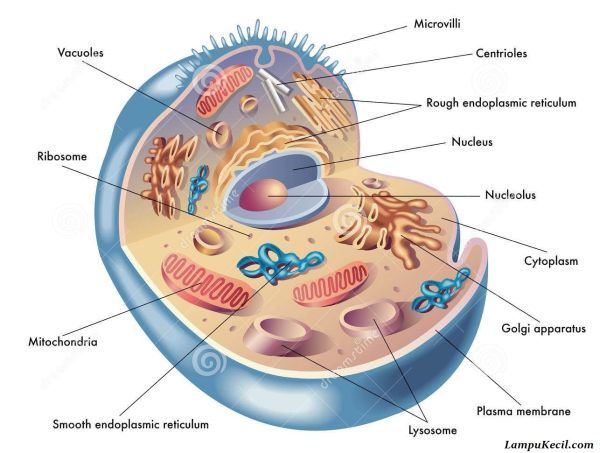 Microvilli
Vacuoles
Centrioles
Rough endoplasmic reticulum
Nucleus
Ribosome
Nucleolus
Cytoplasm
Golgi apparatus
Mitochondria
Plasma membrane
Smooth endoplasmic reticulum
Lysosome
LampuKecil.com
dreamstime